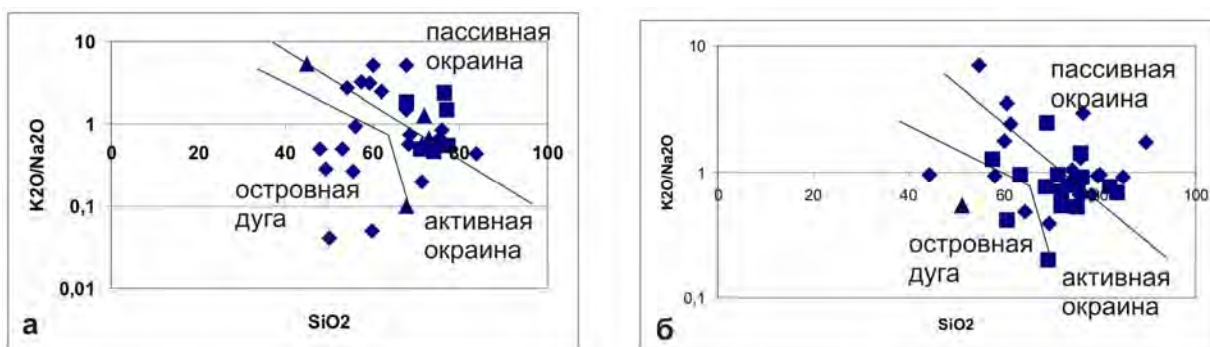 пассивная
окраина
10
1
0,1
0,01
K2O/Na2O
0 20 40 60 80 100
островная
дуга
активная
окраина
SiO2
а
пассивная
окраина
10
1
0,1
K2O/Na2O
0 20 40 60 80 100
островная
дуга
активная
окраина
SiO2
б